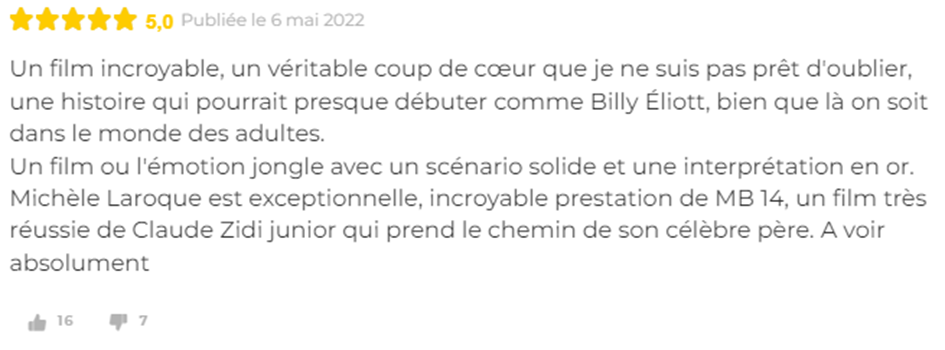 5,0 Publiée le 6 mai 2022
Un film incroyable, un véritable coup de cœur que je ne suis pas prêt d'oublier,
une histoire qui pourrait presque débuter comme Billy Éliott, bien que là on soit
dans le monde des adultes.
Un film ou l'émotion jongle avec un scénario solide et une interprétation en or.
Michèle Laroque est exceptionnelle, incroyable prestation de MB 14, un film très
réussie de Claude Zidi junior qui prend le chemin de son célèbre père. A voir
absolument
16 7